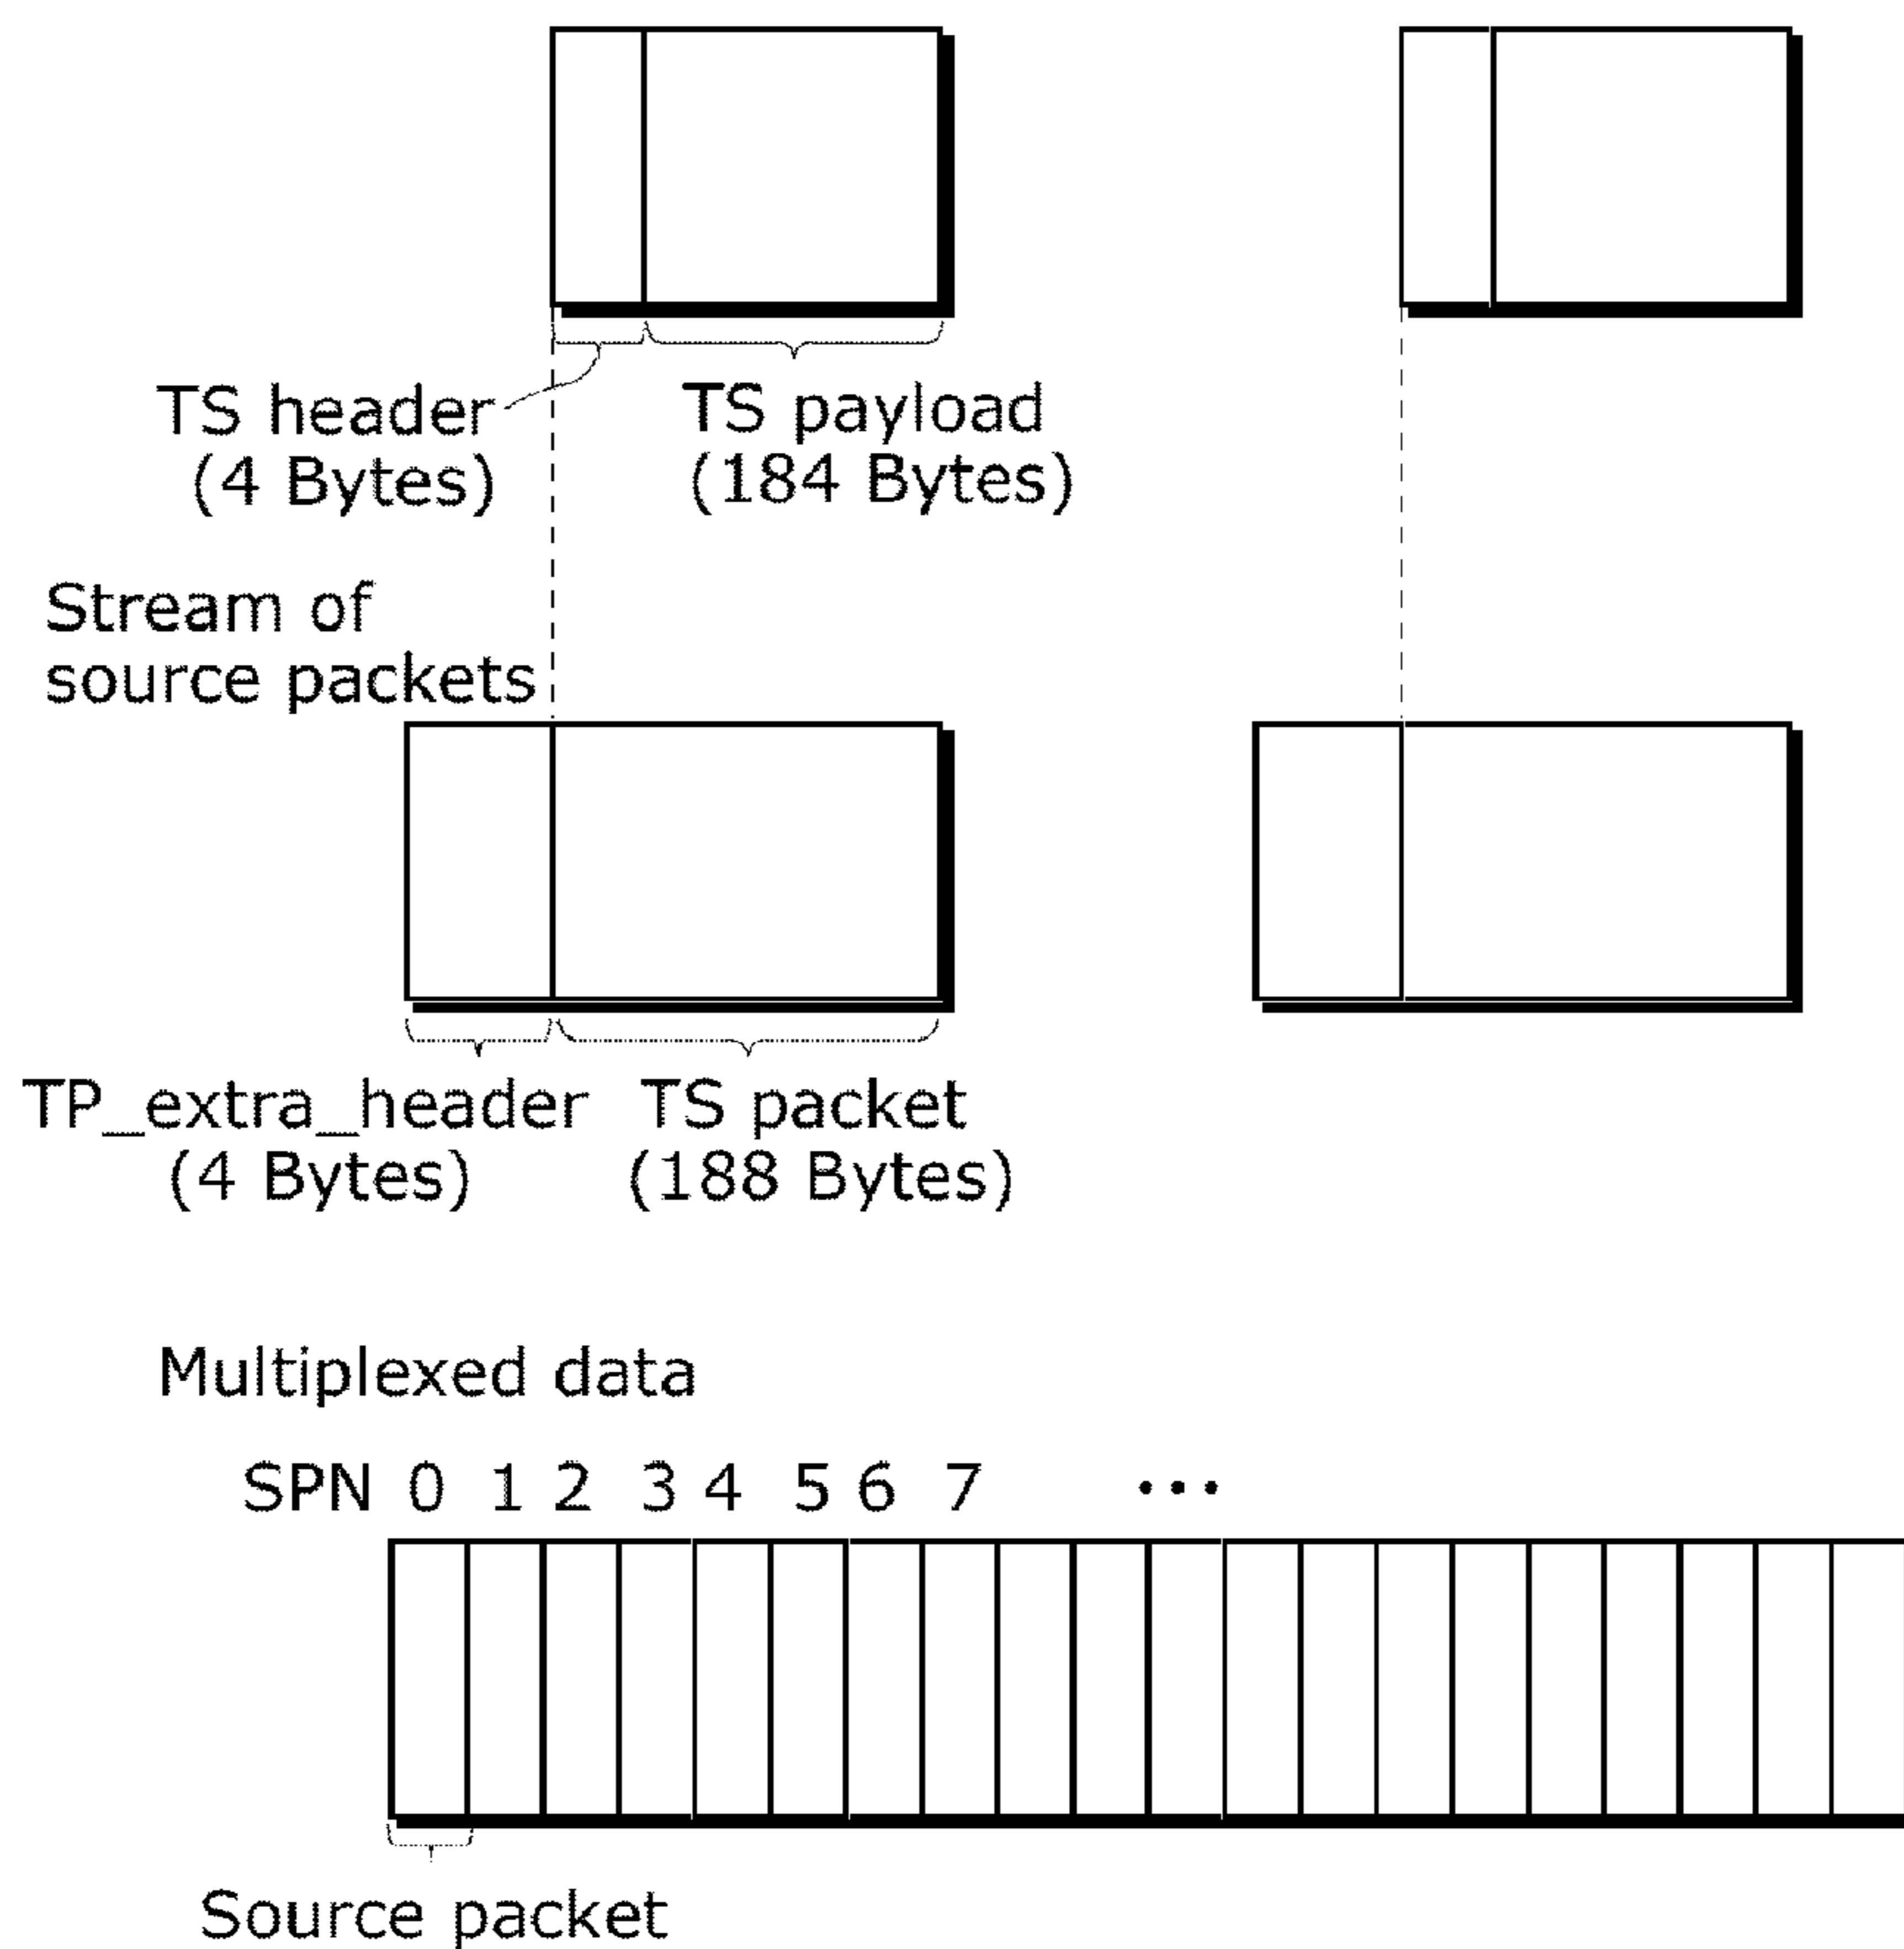 TS header
(4 Bytes)
TS payload
(184 Bytes)
Stream of
source packets
TP_extra_header
(4 Bytes)
TS packet
(188 Bytes)
Multiplexed data
SPN 0 1 2 3 4 5 6 7 •••
Source packet